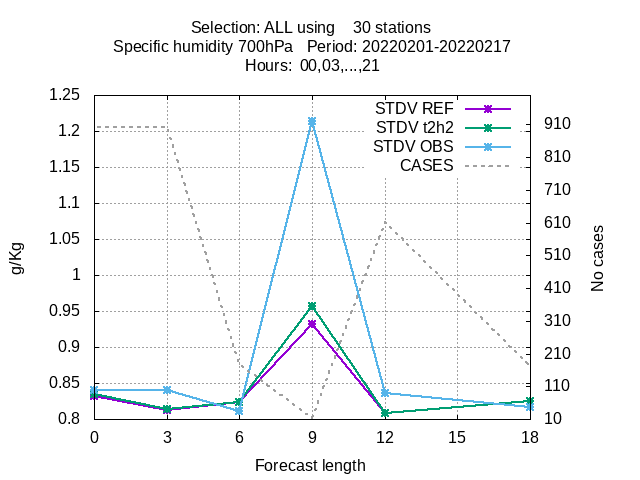 Selection: ALL using 30 stations
Specific humidity 700hPa Period: 20220201-20220217
Hours: 00,03,...,21
STDV REF
STDV t2h2
STDV OBS
CASES
1.25
1.2
1.15
1.1
1.05
1
0.95
0.9
0.85
0.8
g/Kg
910
810
710
610
510
410
310
210
110
10
No cases
0 3 6 9 12 15 18
Forecast length